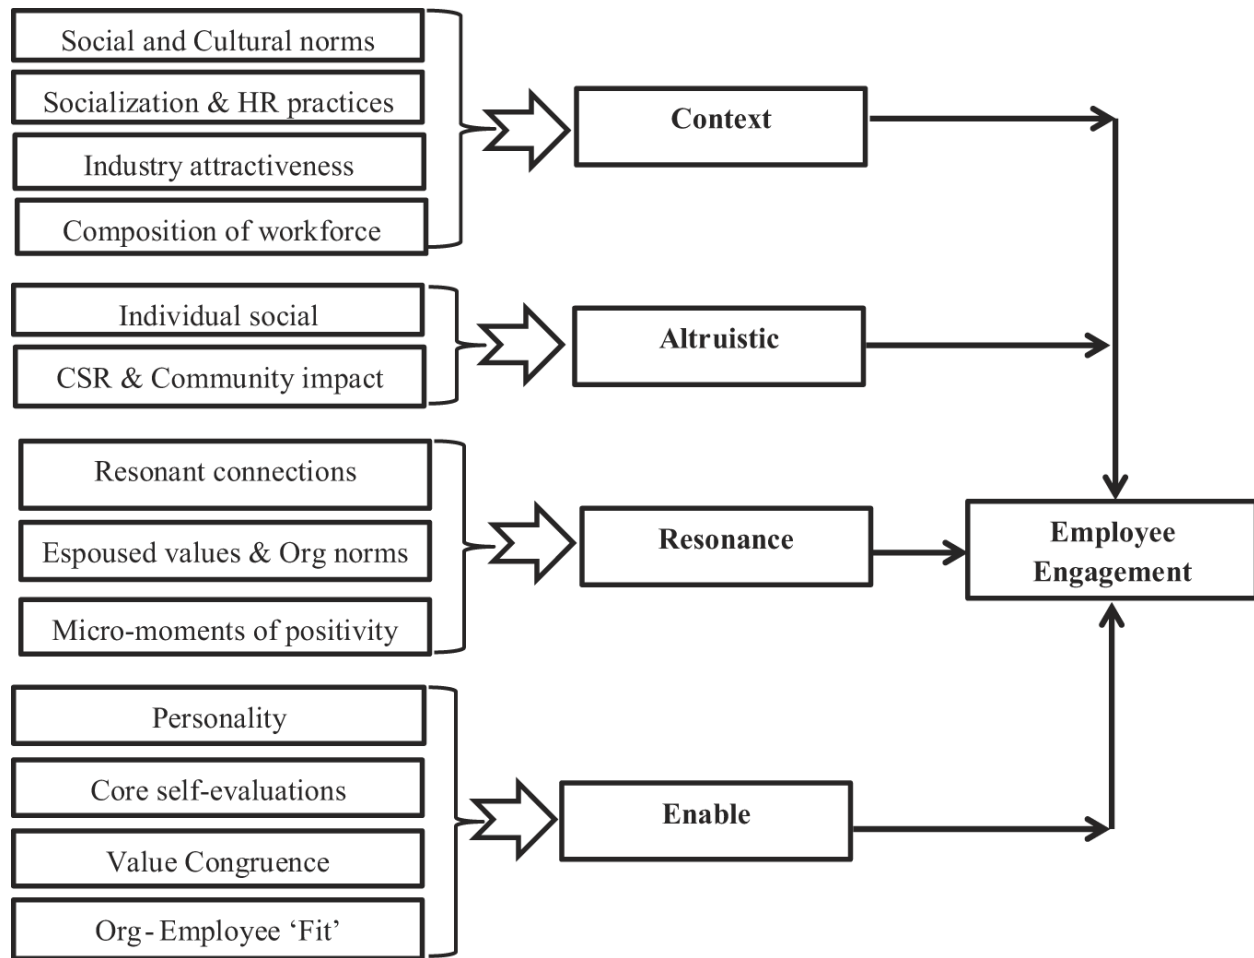 Social and Cultural norms
Socialization & HR practices
Industry attractiveness
Composition of workforce
Context
Individual social
CSR & Community impact
Altruistic
Resonant connections
Espoused values & Org norms
Micro-moments of positivity
Resonance
Employee
Engagement
Personality
Core self-evaluations
Value Congruence
Org - Employee ‘Fit’
Enable